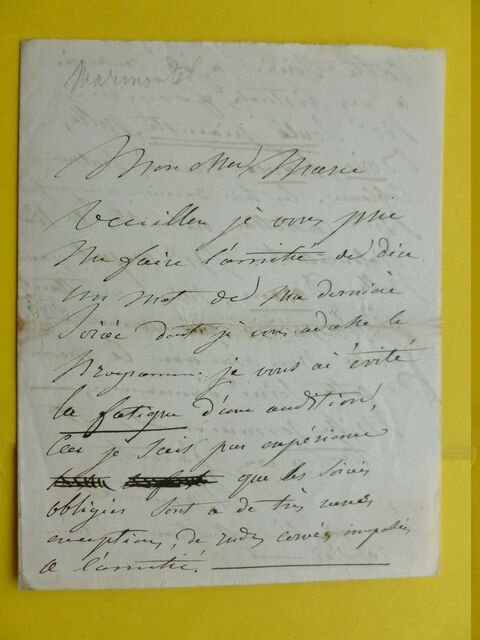 Marmontel
Mon cher Marie
Veuillez je vous prie
me faire l'amitié de dire
un mot de ma dernière
Soirée dont je vous adresse le
Programme. je vous ai évité
la fatigue d'une audition,
Car je sais par expérience
que les soirées
obligées sont a de très rares
exceptions, de rudes corvées imposées
a l'amitié.